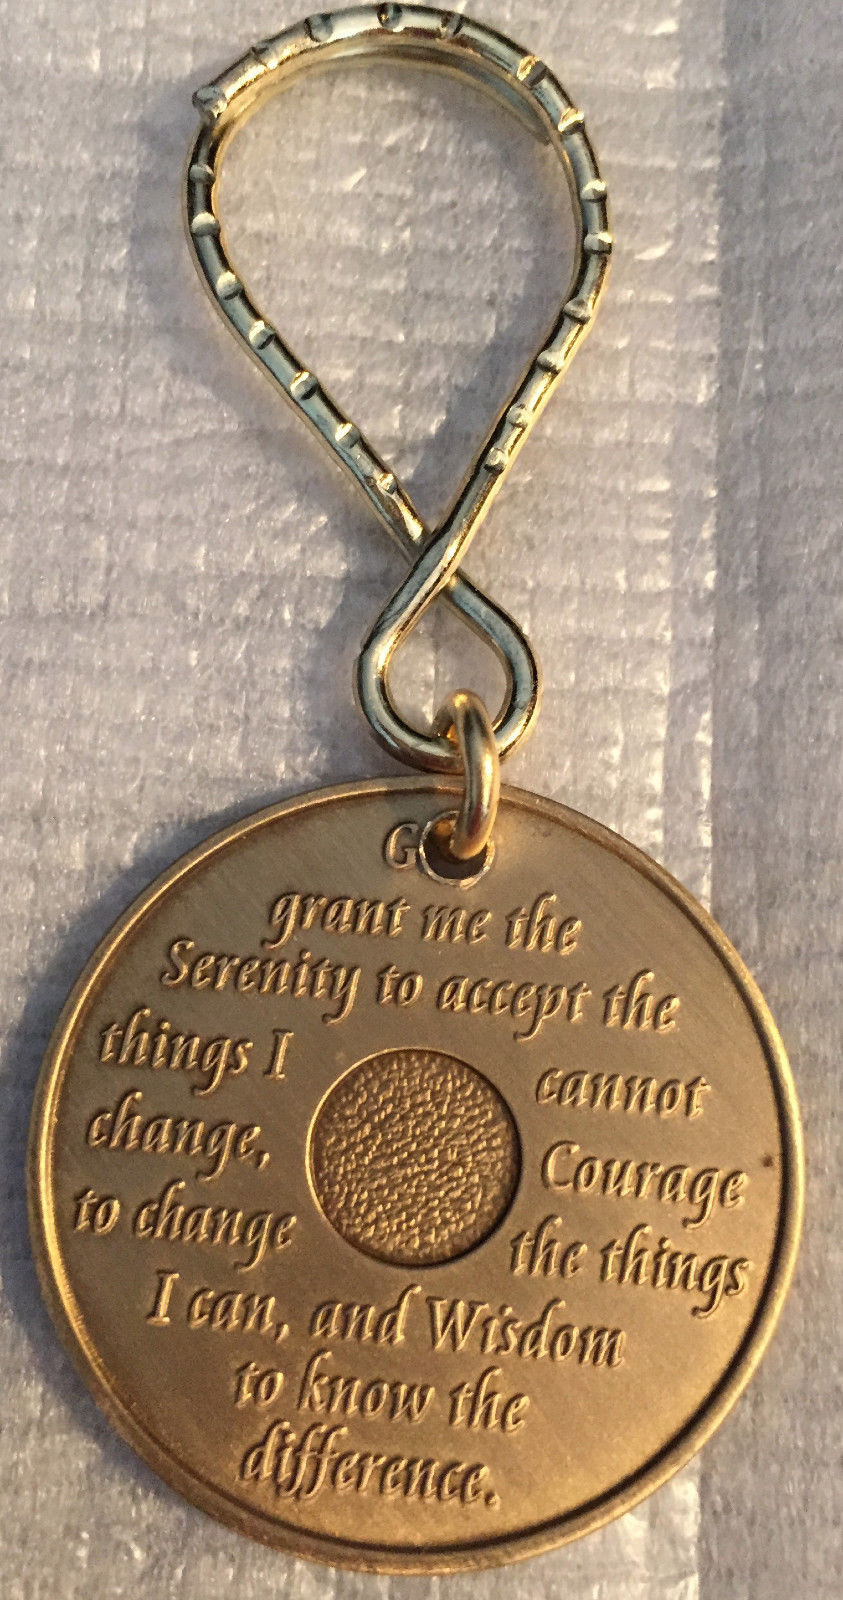 G
grant me the
Serenity to accept the
things I cannot
change, Courage
to change the things
I can, and Wisdom
to know the
difference.